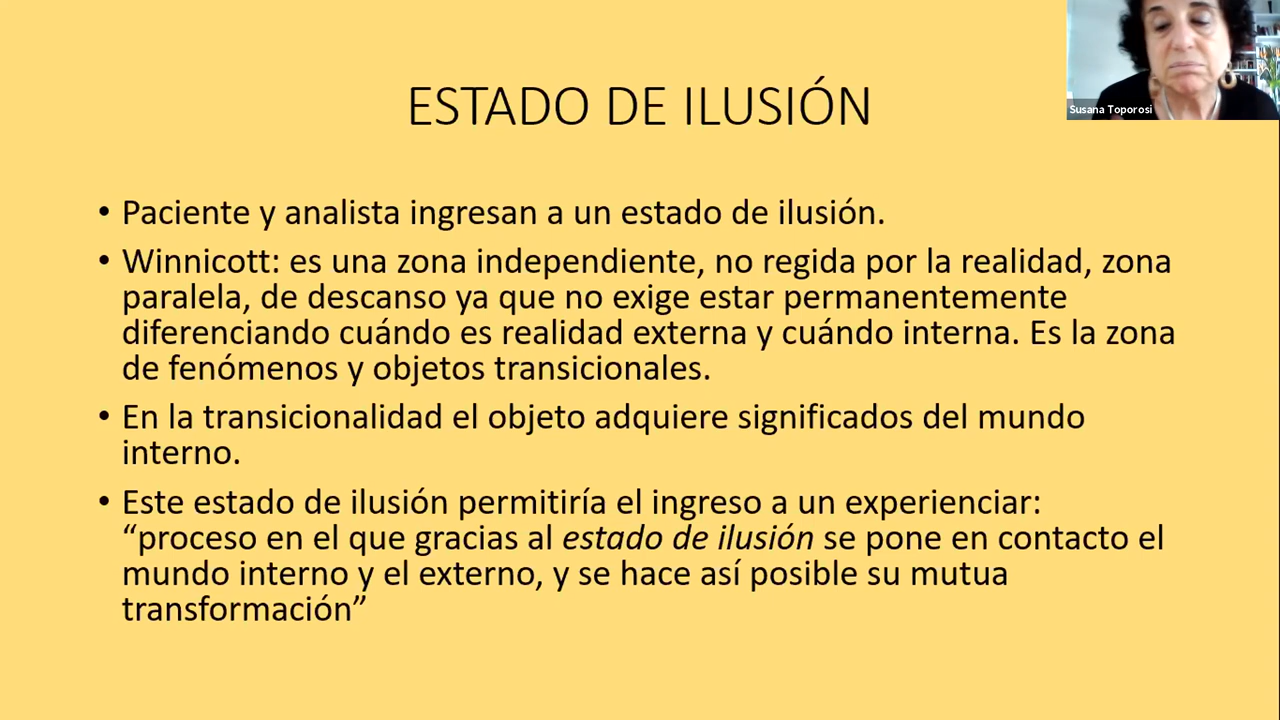 Susana Toporosi
ESTADO DE ILUSIÓN
• Paciente y analista ingresan a un estado de ilusión.
• Winnicott: es una zona independiente, no regida por la realidad, zona
paralela, de descanso ya que no exige estar permanentemente
diferenciando cuándo es realidad externa y cuándo interna. Es la zona
de fenómenos y objetos transicionales.
• En la transicionalidad el objeto adquiere significados del mundo
interno.
• Este estado de ilusión permitiría el ingreso a un experienciar:
“proceso en el que gracias al estado de ilusión se pone en contacto el
mundo interno y el externo, y se hace así posible su mutua
transformación”